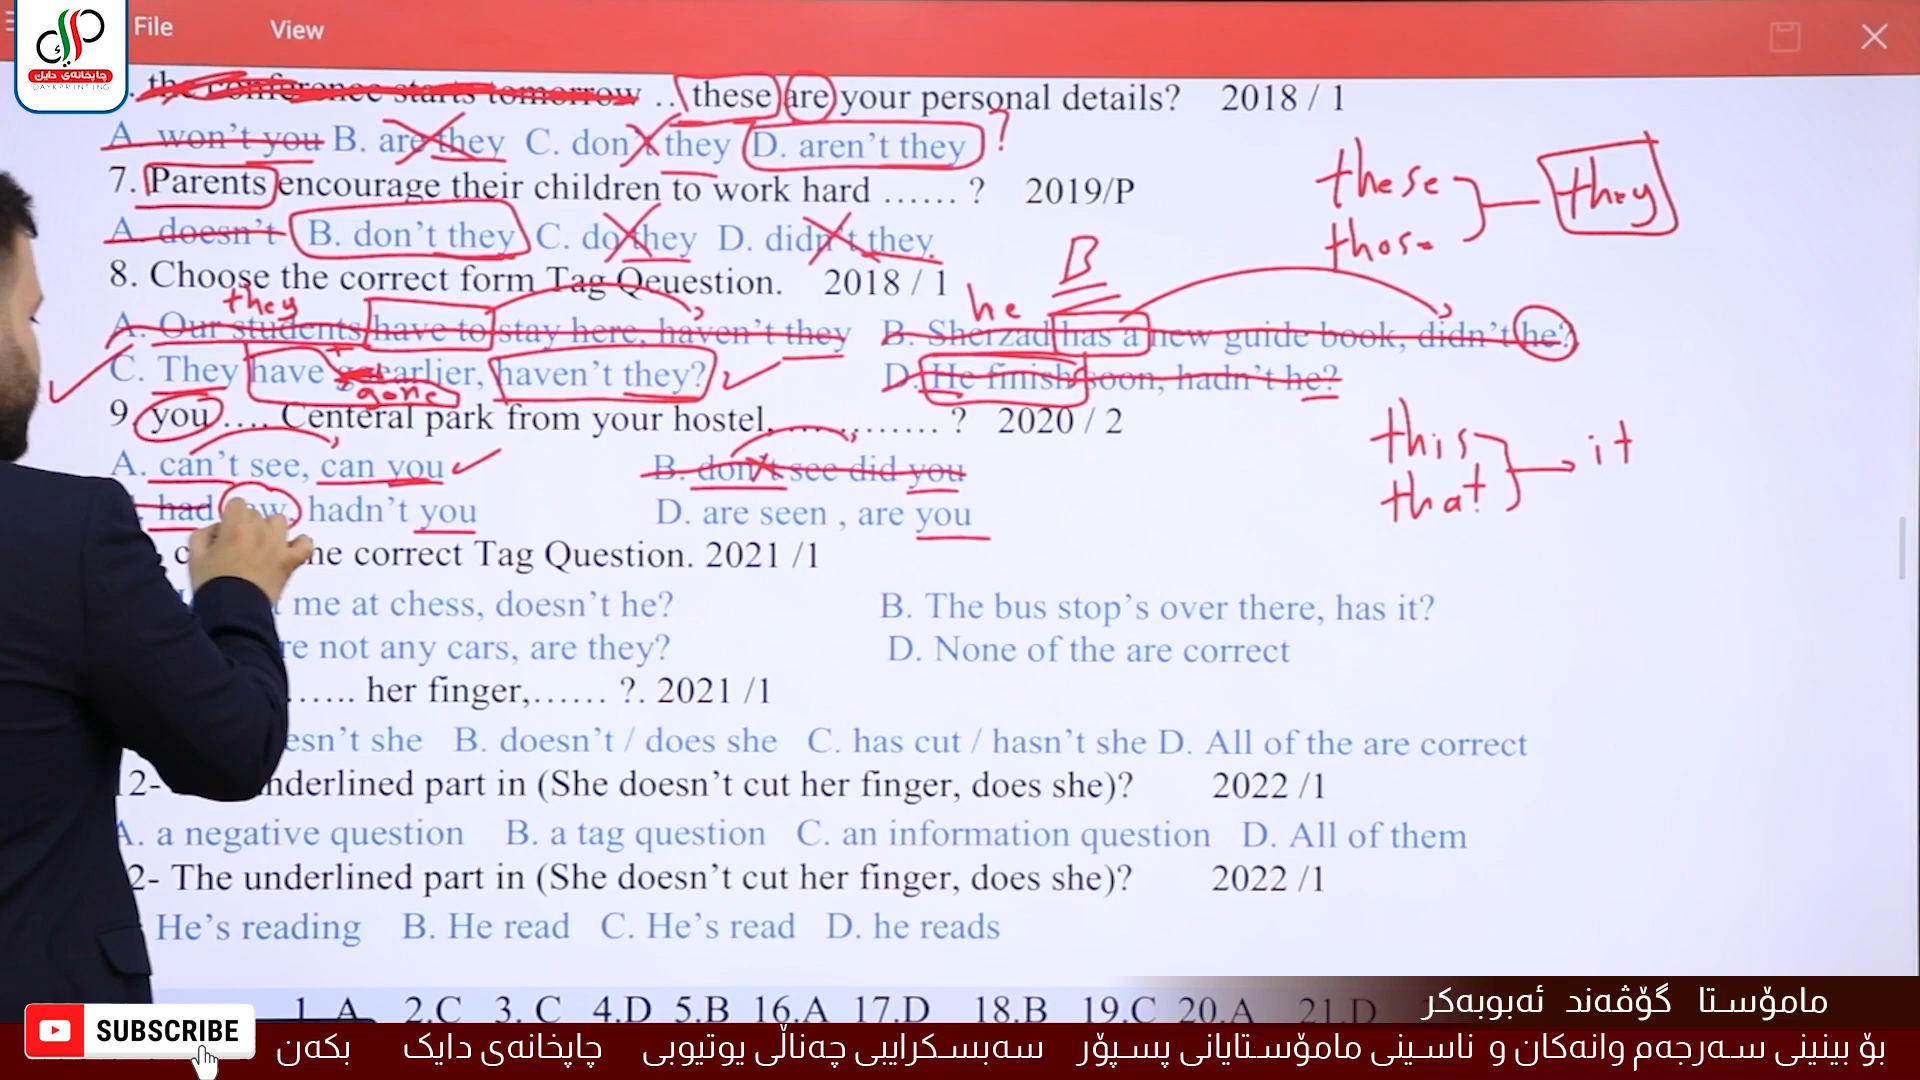 File View
چاپخانەی دایک
DAYK PRINTING
the conference starts tomorrow .. these are your personal details? 2018 / 1
A. won't you B. are they C. don't they D. aren't they ?
these
those
they
7. Parents encourage their children to work hard ...... ? 2019/P
A. doesn't B. don't they C. do they D. didn't they.
B
8. Choose the correct form Tag Qeuestion. 2018 / 1
they
he
A. Our students have to stay here, haven't they B. Sherzad has a new guide book, didn't he?
C. They have earlier, haven't they? D. He finish soon, hadn't he?
gone
9. you .... Centeral park from your hostel, ............ ? 2020 / 2
this
that
it
A. can't see, can you B. don't see did you
had hadn't you D. are seen , are you
the correct Tag Question. 2021 /1
me at chess, doesn't he? B. The bus stop's over there, has it?
re not any cars, are they? D. None of the are correct
...... her finger,...... ?. 2021 /1
esn't she B. doesn't / does she C. has cut / hasn't she D. All of the are correct
12- underlined part in (She doesn't cut her finger, does she)? 2022 /1
A. a negative question B. a tag question C. an information question D. All of them
2- The underlined part in (She doesn't cut her finger, does she)? 2022 /1
He's reading B. He read C. He's read D. he reads
1. A 2.C 3. C 4.D 5.B 16.A 17.D 18.B 19.C 20.A 21.D
مامۆستا گۆڤەند ئەبوبەکر
SUBSCRIBE
بۆ بینینی سەرجەم وانەکان و ناسینی مامۆستایانی پسپۆر سەبسکرایبی چەناڵی یوتیوبی چاپخانەی دایک بکەن